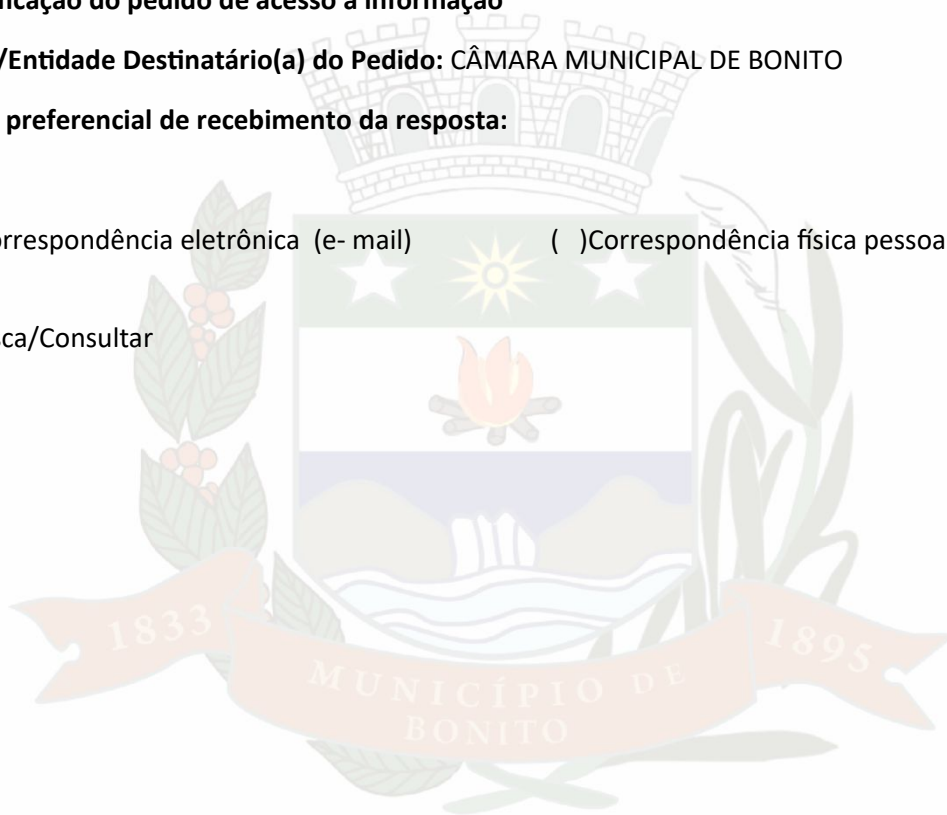 ficação do pedido de acesso à informação
/Entidade Destinatário(a) do Pedido: CÂMARA MUNICIPAL DE BONITO
preferencial de recebimento da resposta:
orrespondência eletrônica (e- mail) ( )Correspondência física pessoa
sca/Consultar
1833 1895
MUNICÍPIO DE
BONITO